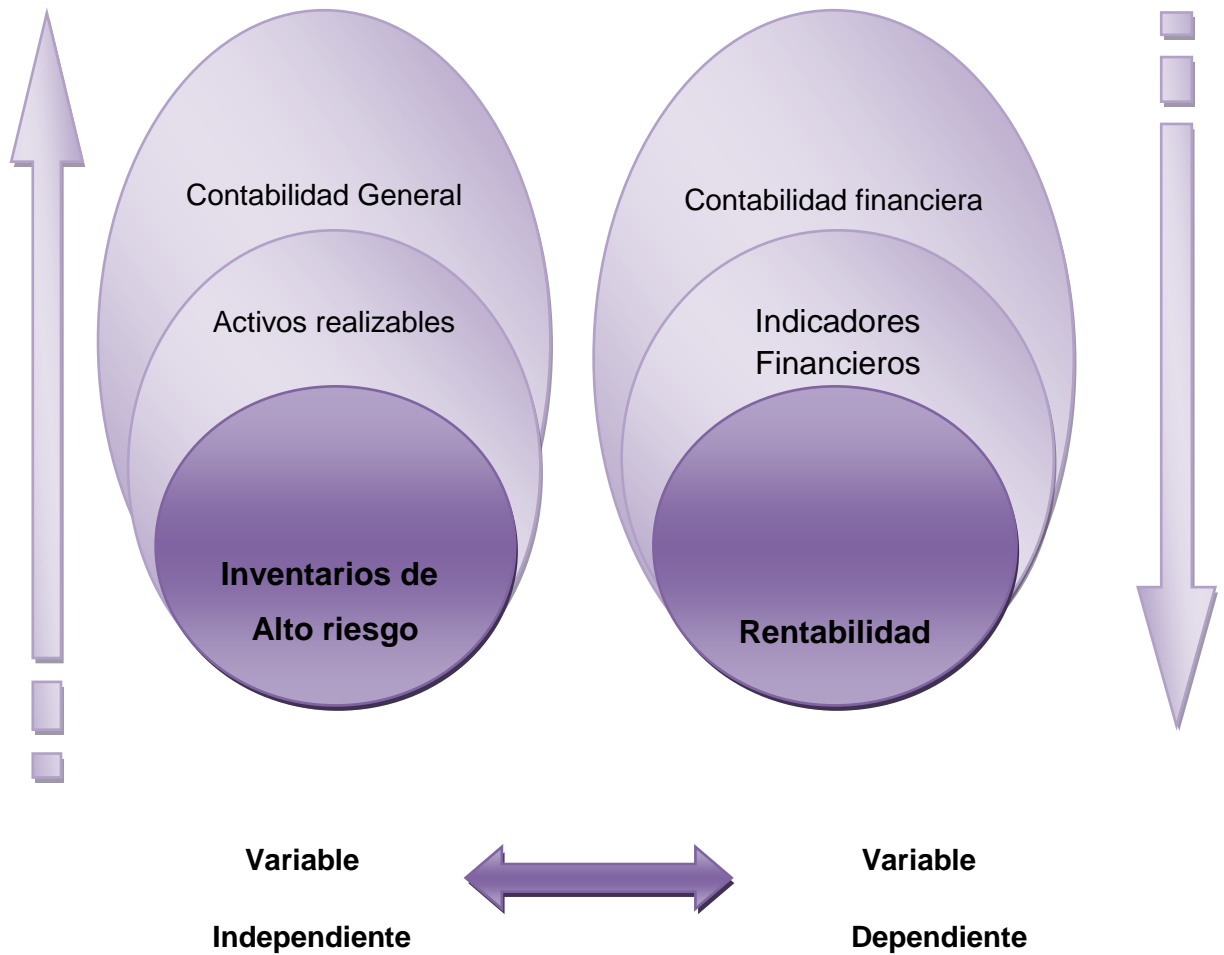 Contabilidad General
Activos realizables
Inventarios de
Alto riesgo
Contabilidad financiera
Indicadores
Financieros
Rentabilidad
Variable
Independiente
Variable
Dependiente